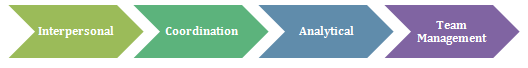 Interpersonal
Coordination
Analytical
Team
Management